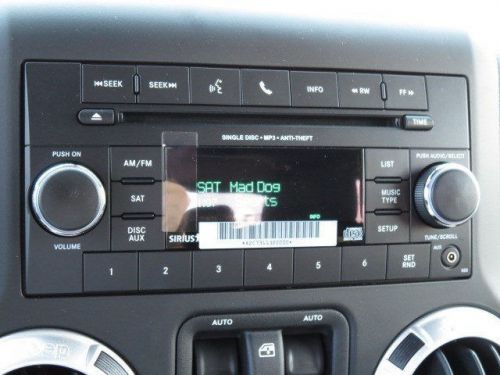 SEEK
SEEK
INFO
RW
FF
TIME
SINGLE DISC • MP3 • ANTI-THEFT
PUSH ON
VOLUME
AM/FM
SAT
DISC
AUX
SAT Mad Dog
INFO
SIRIUS
LIST
MUSIC
TYPE
SETUP
PUSH AUDIO/SELECT
TUNE/SCROLL
AUX
1 2 3 4 5 6 SET
RND
AUTO AUTO
Jeep